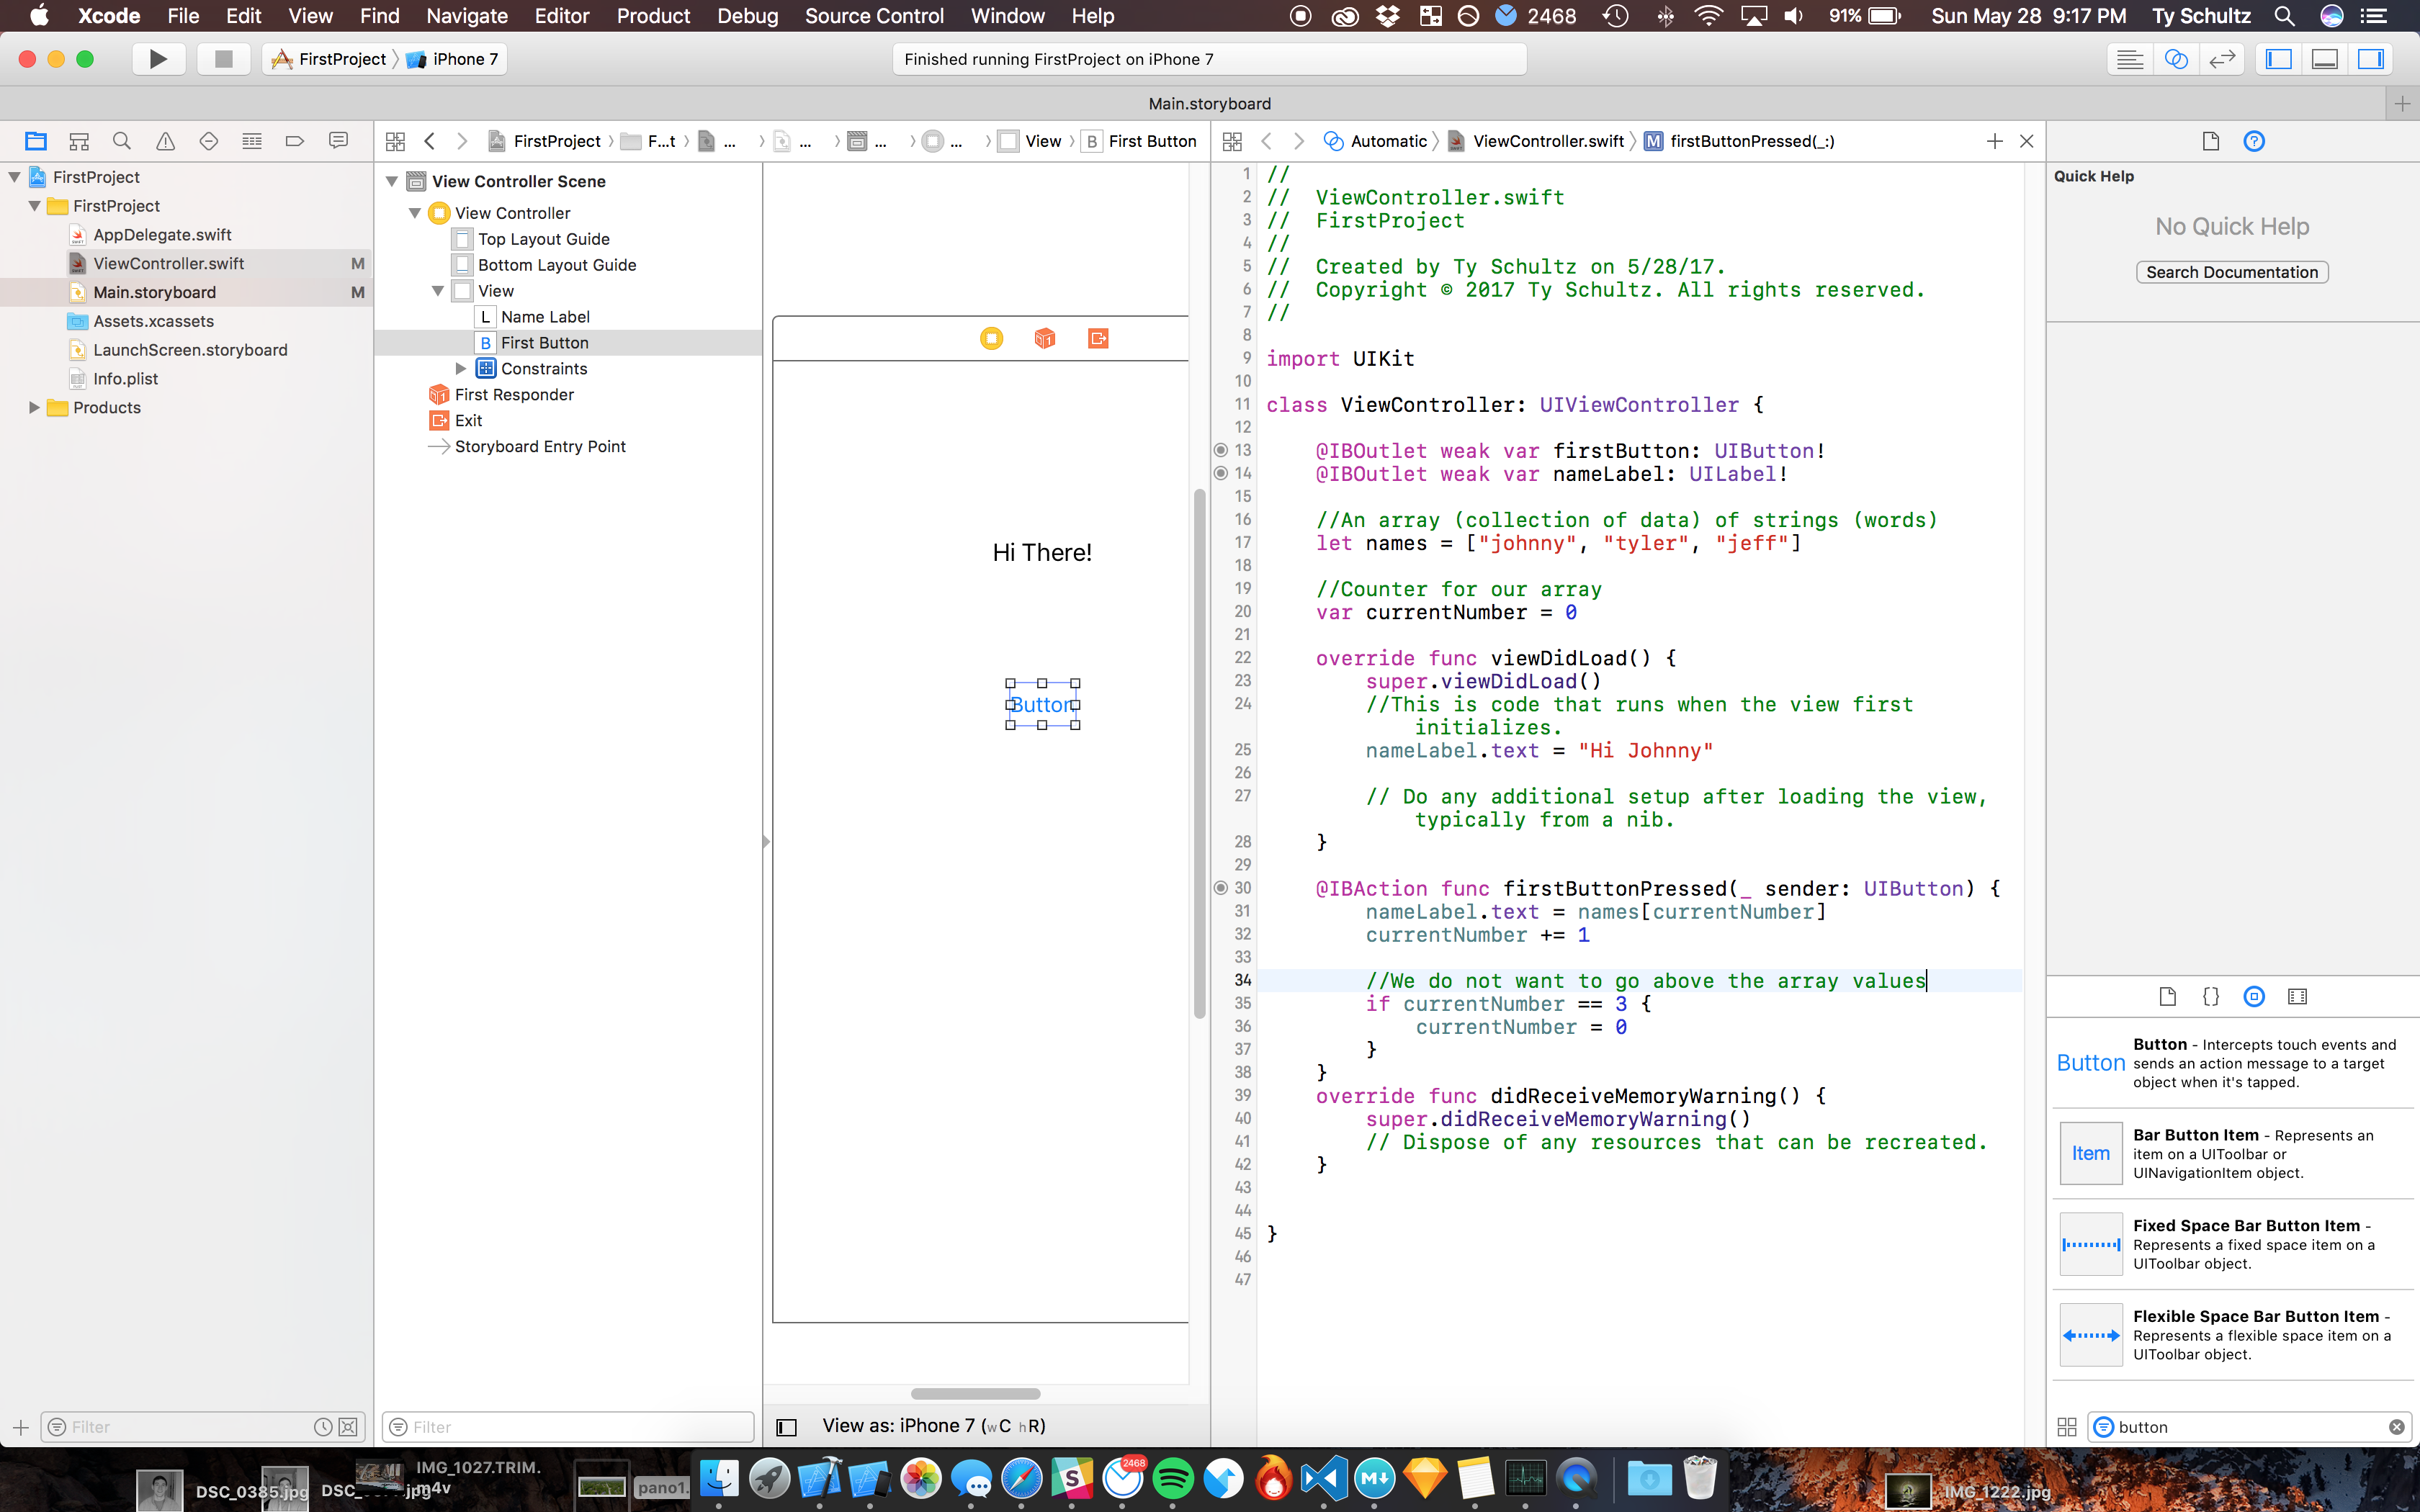 Xcode File Edit View Find Navigate Editor Product Debug Source Control Window Help 2468 91% Sun May 28 9:17 PM Ty Schultz
FirstProject iPhone 7
Finished running FirstProject on iPhone 7
Main.storyboard
FirstProject F...t ... ... ... ... View B First Button
Automatic ViewController.swift M firstButtonPressed(_:)
FirstProject
FirstProject
AppDelegate.swift
ViewController.swift M
Main.storyboard M
Assets.xcassets
LaunchScreen.storyboard
Info.plist
Products
Filter
View Controller Scene
View Controller
Top Layout Guide
Bottom Layout Guide
View
L Name Label
B First Button
Constraints
First Responder
Exit
Storyboard Entry Point
Filter
Hi There!
Button
View as: iPhone 7 (wC hR)
1 //
2 //  ViewController.swift
3 //  FirstProject
4 //
5 //  Created by Ty Schultz on 5/28/17.
6 //  Copyright © 2017 Ty Schultz. All rights reserved.
7 //
8
9 import UIKit
10
11 class ViewController: UIViewController {
12
13     @IBOutlet weak var firstButton: UIButton!
14     @IBOutlet weak var nameLabel: UILabel!
15
16     //An array (collection of data) of strings (words)
17     let names = ["johnny", "tyler", "jeff"]
18
19     //Counter for our array
20     var currentNumber = 0
21
22     override func viewDidLoad() {
23         super.viewDidLoad()
24         //This is code that runs when the view first
initializes.
25         nameLabel.text = "Hi Johnny"
26
27         // Do any additional setup after loading the view,
typically from a nib.
28     }
29
30     @IBAction func firstButtonPressed(_ sender: UIButton) {
31         nameLabel.text = names[currentNumber]
32         currentNumber += 1
33
34         //We do not want to go above the array values
35         if currentNumber == 3 {
36             currentNumber = 0
37         }
38     }
39     override func didReceiveMemoryWarning() {
40         super.didReceiveMemoryWarning()
41         // Dispose of any resources that can be recreated.
42     }
43
44
45 }
46
47
Quick Help
No Quick Help
Search Documentation
{}
Button
Button - Intercepts touch events and
sends an action message to a target
object when it's tapped.
Item
Bar Button Item - Represents an
item on a UIToolbar or
UINavigationItem object.
Fixed Space Bar Button Item -
Represents a fixed space item on a
UIToolbar object.
Flexible Space Bar Button Item -
Represents a flexible space item on a
UIToolbar object.
button
DSC_0385.jpg
DSC_
jpg
IMG_1027.TRIM.
m4v
pano1.
S
2468
M
IMG_1222.jpg